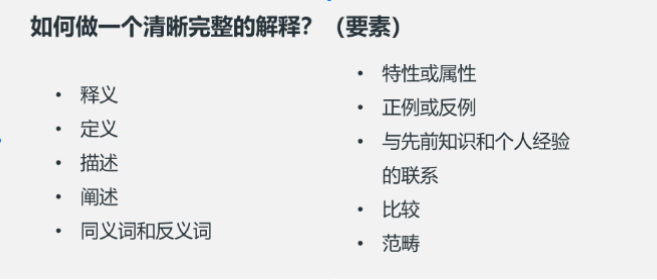 如何做一个清晰完整的解释？（要素）
• 释义
• 定义
• 描述
• 阐述
• 同义词和反义词
• 特性或属性
• 正例或反例
• 与先前知识和个人经验
的联系
• 比较
• 范畴